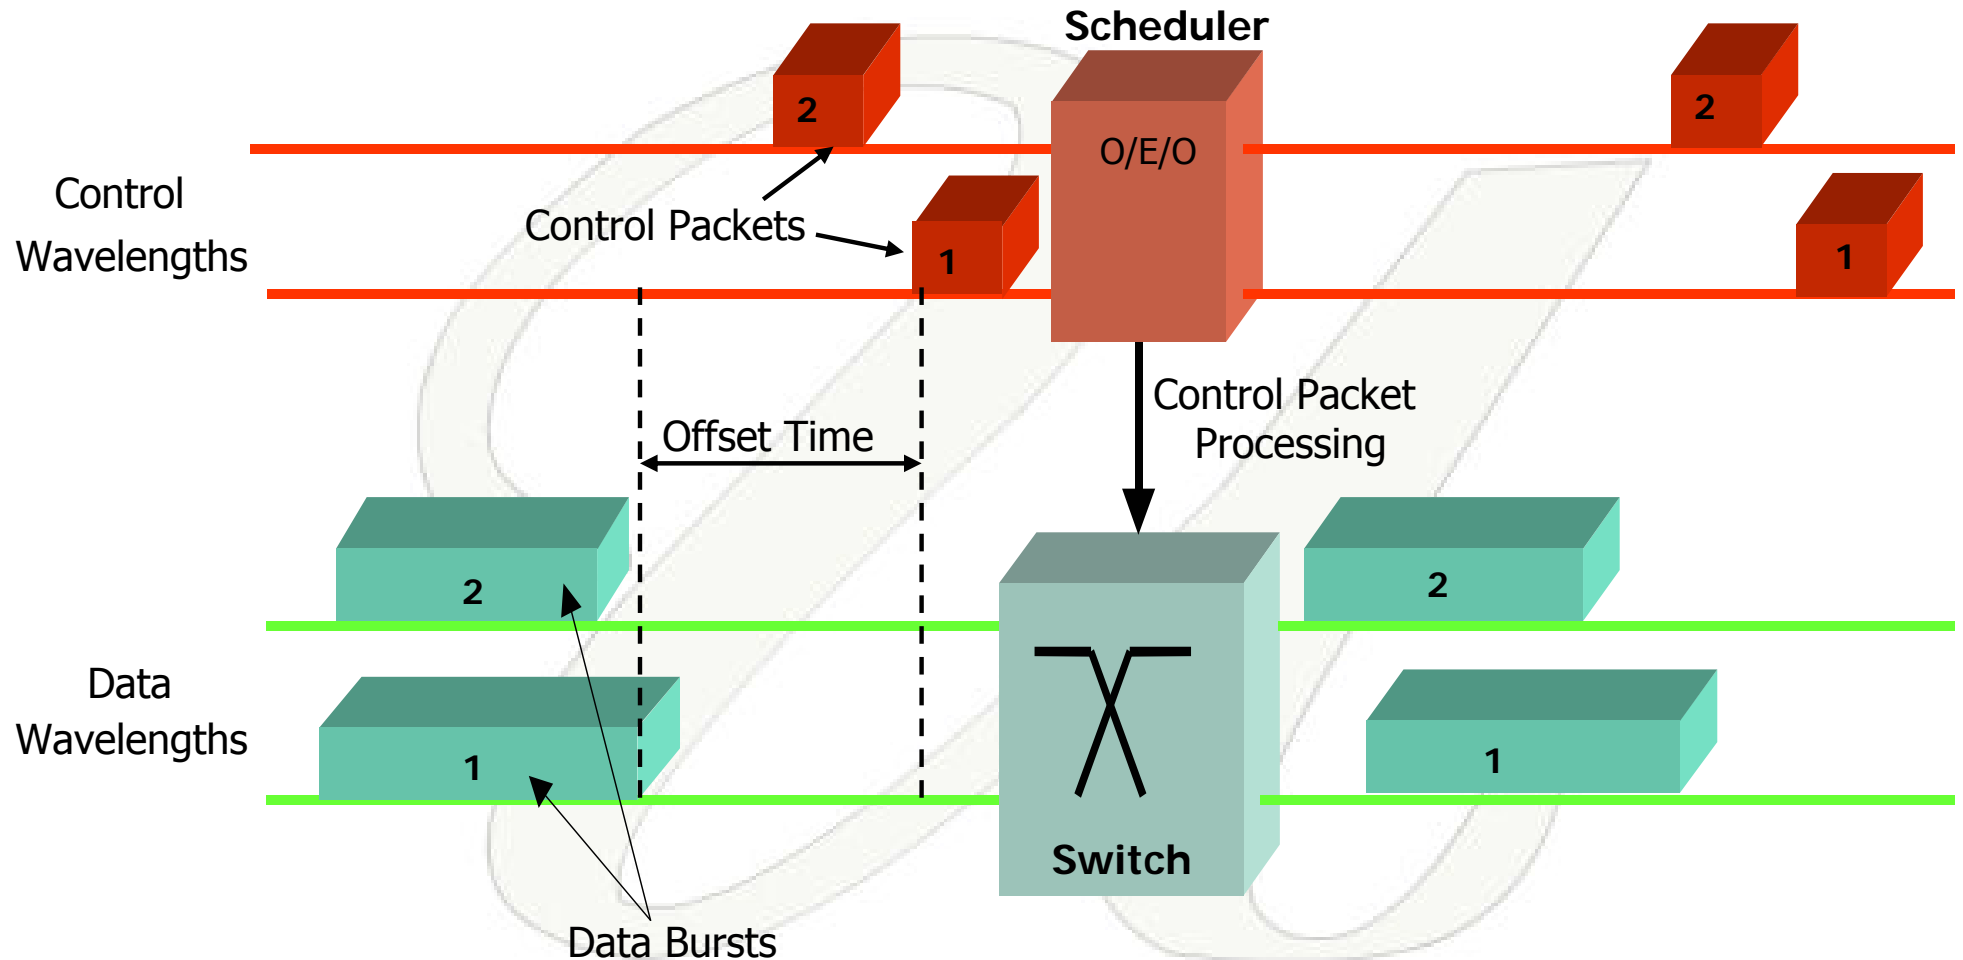 Scheduler
2
2
O/E/O
Control
Wavelengths
Control Packets
1
1
Control Packet
Processing
Offset Time
2
2
Data
Wavelengths
1
1
Switch
Data Bursts